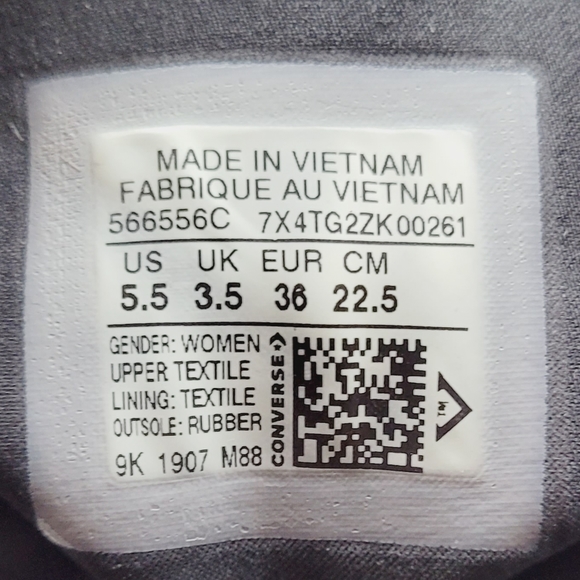 MADE IN VIETNAM
FABRIQUE AU VIETNAM
566556C 7X4TG2ZK00261
US UK EUR CM
5.5 3.5 36 22.5
GENDER: WOMEN
UPPER TEXTILE
LINING: TEXTILE
OUTSOLE: RUBBER
9K 1907 M88
CONVERSE
TM